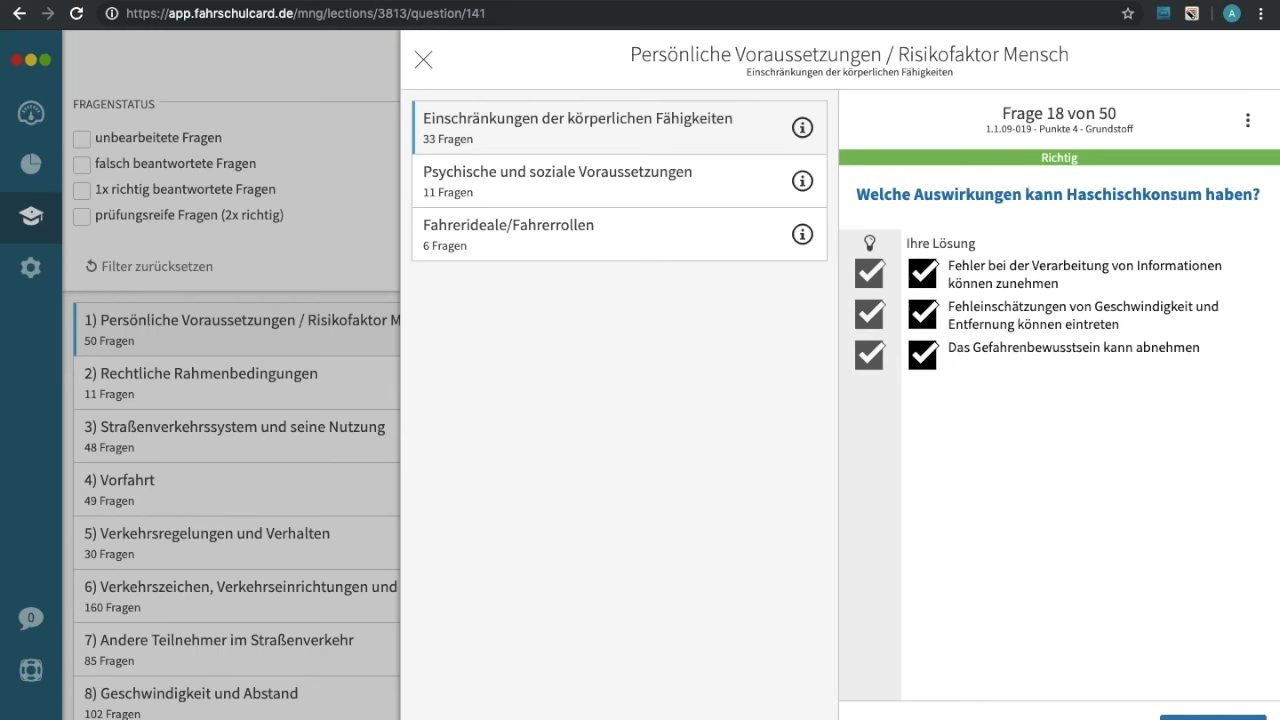 https://app.fahrschulcard.de/mng/lections/3813/question/141
A
FRAGENSTATUS
unbearbeitete Fragen
falsch beantwortete Fragen
1x richtig beantwortete Fragen
prüfungsreife Fragen (2x richtig)
Filter zurücksetzen
1) Persönliche Voraussetzungen / Risikofaktor M
50 Fragen
2) Rechtliche Rahmenbedingungen
11 Fragen
3) Straßenverkehrssystem und seine Nutzung
48 Fragen
4) Vorfahrt
49 Fragen
5) Verkehrsregelungen und Verhalten
30 Fragen
6) Verkehrszeichen, Verkehrseinrichtungen und
160 Fragen
7) Andere Teilnehmer im Straßenverkehr
85 Fragen
8) Geschwindigkeit und Abstand
102 Fragen
0
Persönliche Voraussetzungen / Risikofaktor Mensch
Einschränkungen der körperlichen Fähigkeiten
Einschränkungen der körperlichen Fähigkeiten
33 Fragen
Psychische und soziale Voraussetzungen
11 Fragen
Fahrerideale/Fahrerrollen
6 Fragen
Frage 18 von 50
1.1.09-019 - Punkte 4 - Grundstoff
Richtig
Welche Auswirkungen kann Haschischkonsum haben?
Ihre Lösung
Fehler bei der Verarbeitung von Informationen
können zunehmen
Fehleinschätzungen von Geschwindigkeit und
Entfernung können eintreten
Das Gefahrenbewusstsein kann abnehmen